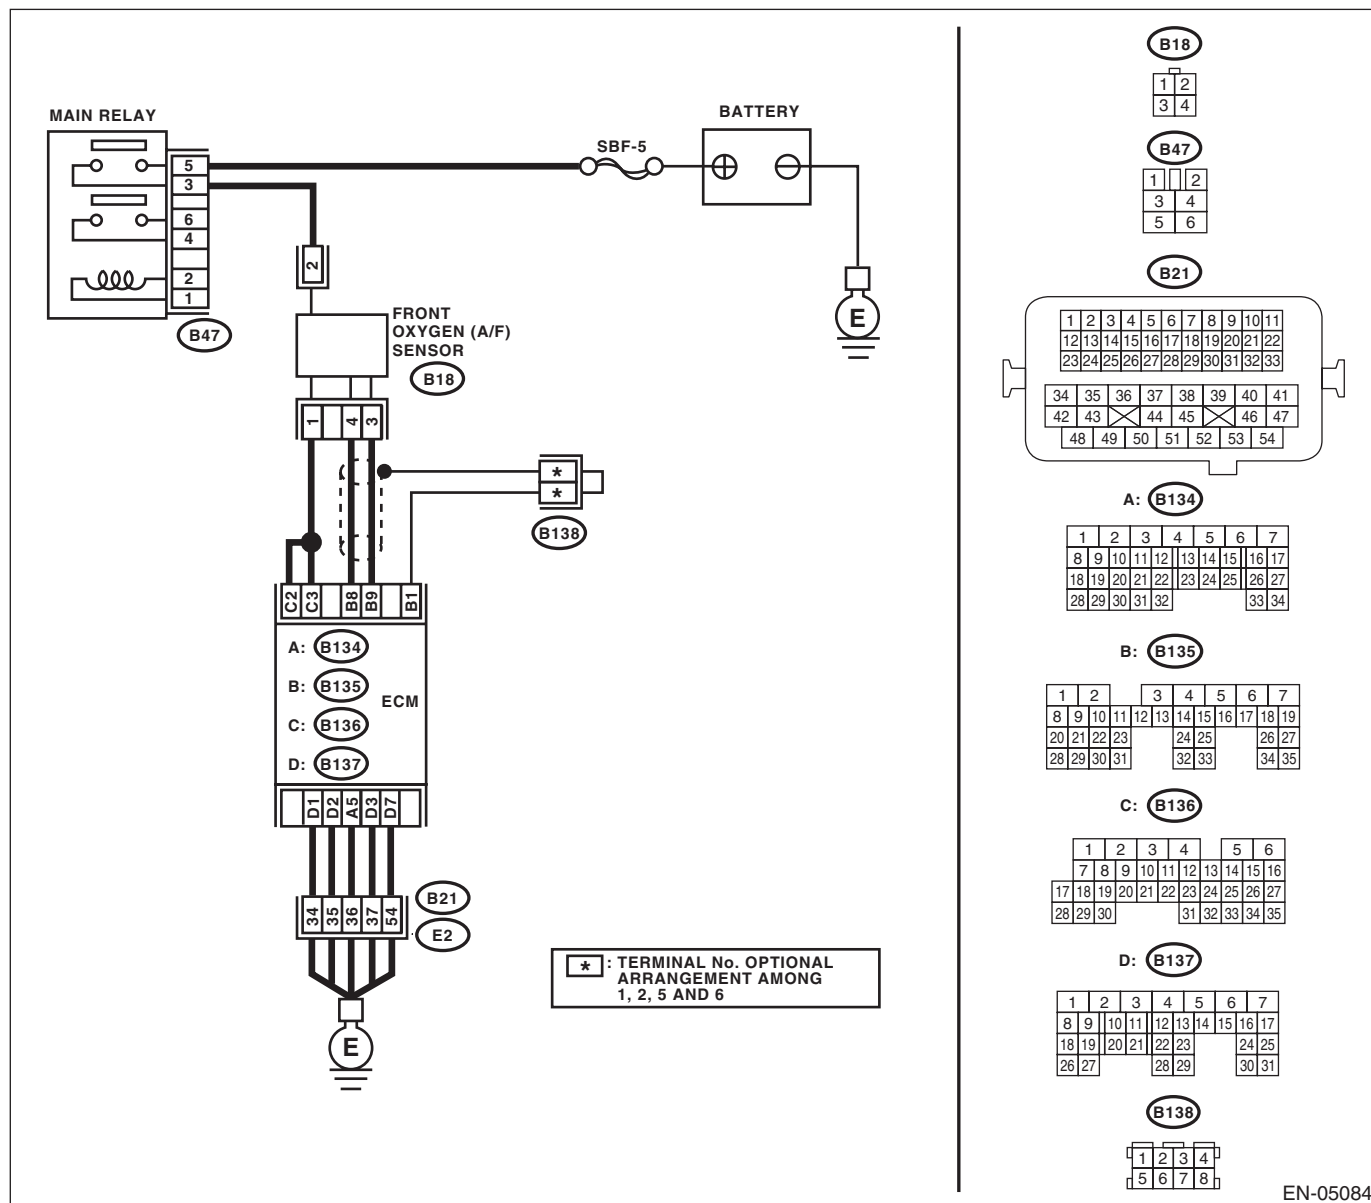 MAIN RELAY
5
3
6
4
2
1
B47
SBF-5
BATTERY
E
2
FRONT
OXYGEN (A/F)
SENSOR
B18
1 4 3
*
*
B138
C2 C3 B8 B9 B1
A: B134
B: B135
C: B136
D: B137
ECM
D1 D2 A5 D3 D7
34 35 36 37 54
B21
E2
E
* : TERMINAL No. OPTIONAL
ARRANGEMENT AMONG
1, 2, 5 AND 6
B18
1 2
3 4
B47
1 2
3 4
5 6
B21
1 2 3 4 5 6 7 8 9 10 11
12 13 14 15 16 17 18 19 20 21 22
23 24 25 26 27 28 29 30 31 32 33
34 35 36 37 38 39 40 41
42 43 44 45 46 47
48 49 50 51 52 53 54
A: B134
1 2 3 4 5 6 7
8 9 10 11 12 13 14 15 16 17
18 19 20 21 22 23 24 25 26 27
28 29 30 31 32 33 34
B: B135
1 2 3 4 5 6 7
8 9 10 11 12 13 14 15 16 17 18 19
20 21 22 23 24 25 26 27
28 29 30 31 32 33 34 35
C: B136
1 2 3 4 5 6
7 8 9 10 11 12 13 14 15 16
17 18 19 20 21 22 23 24 25 26 27
28 29 30 31 32 33 34 35
D: B137
1 2 3 4 5 6 7
8 9 10 11 12 13 14 15 16 17
18 19 20 21 22 23 24 25
26 27 28 29 30 31
B138
1 2 3 4
5 6 7 8
EN-05084